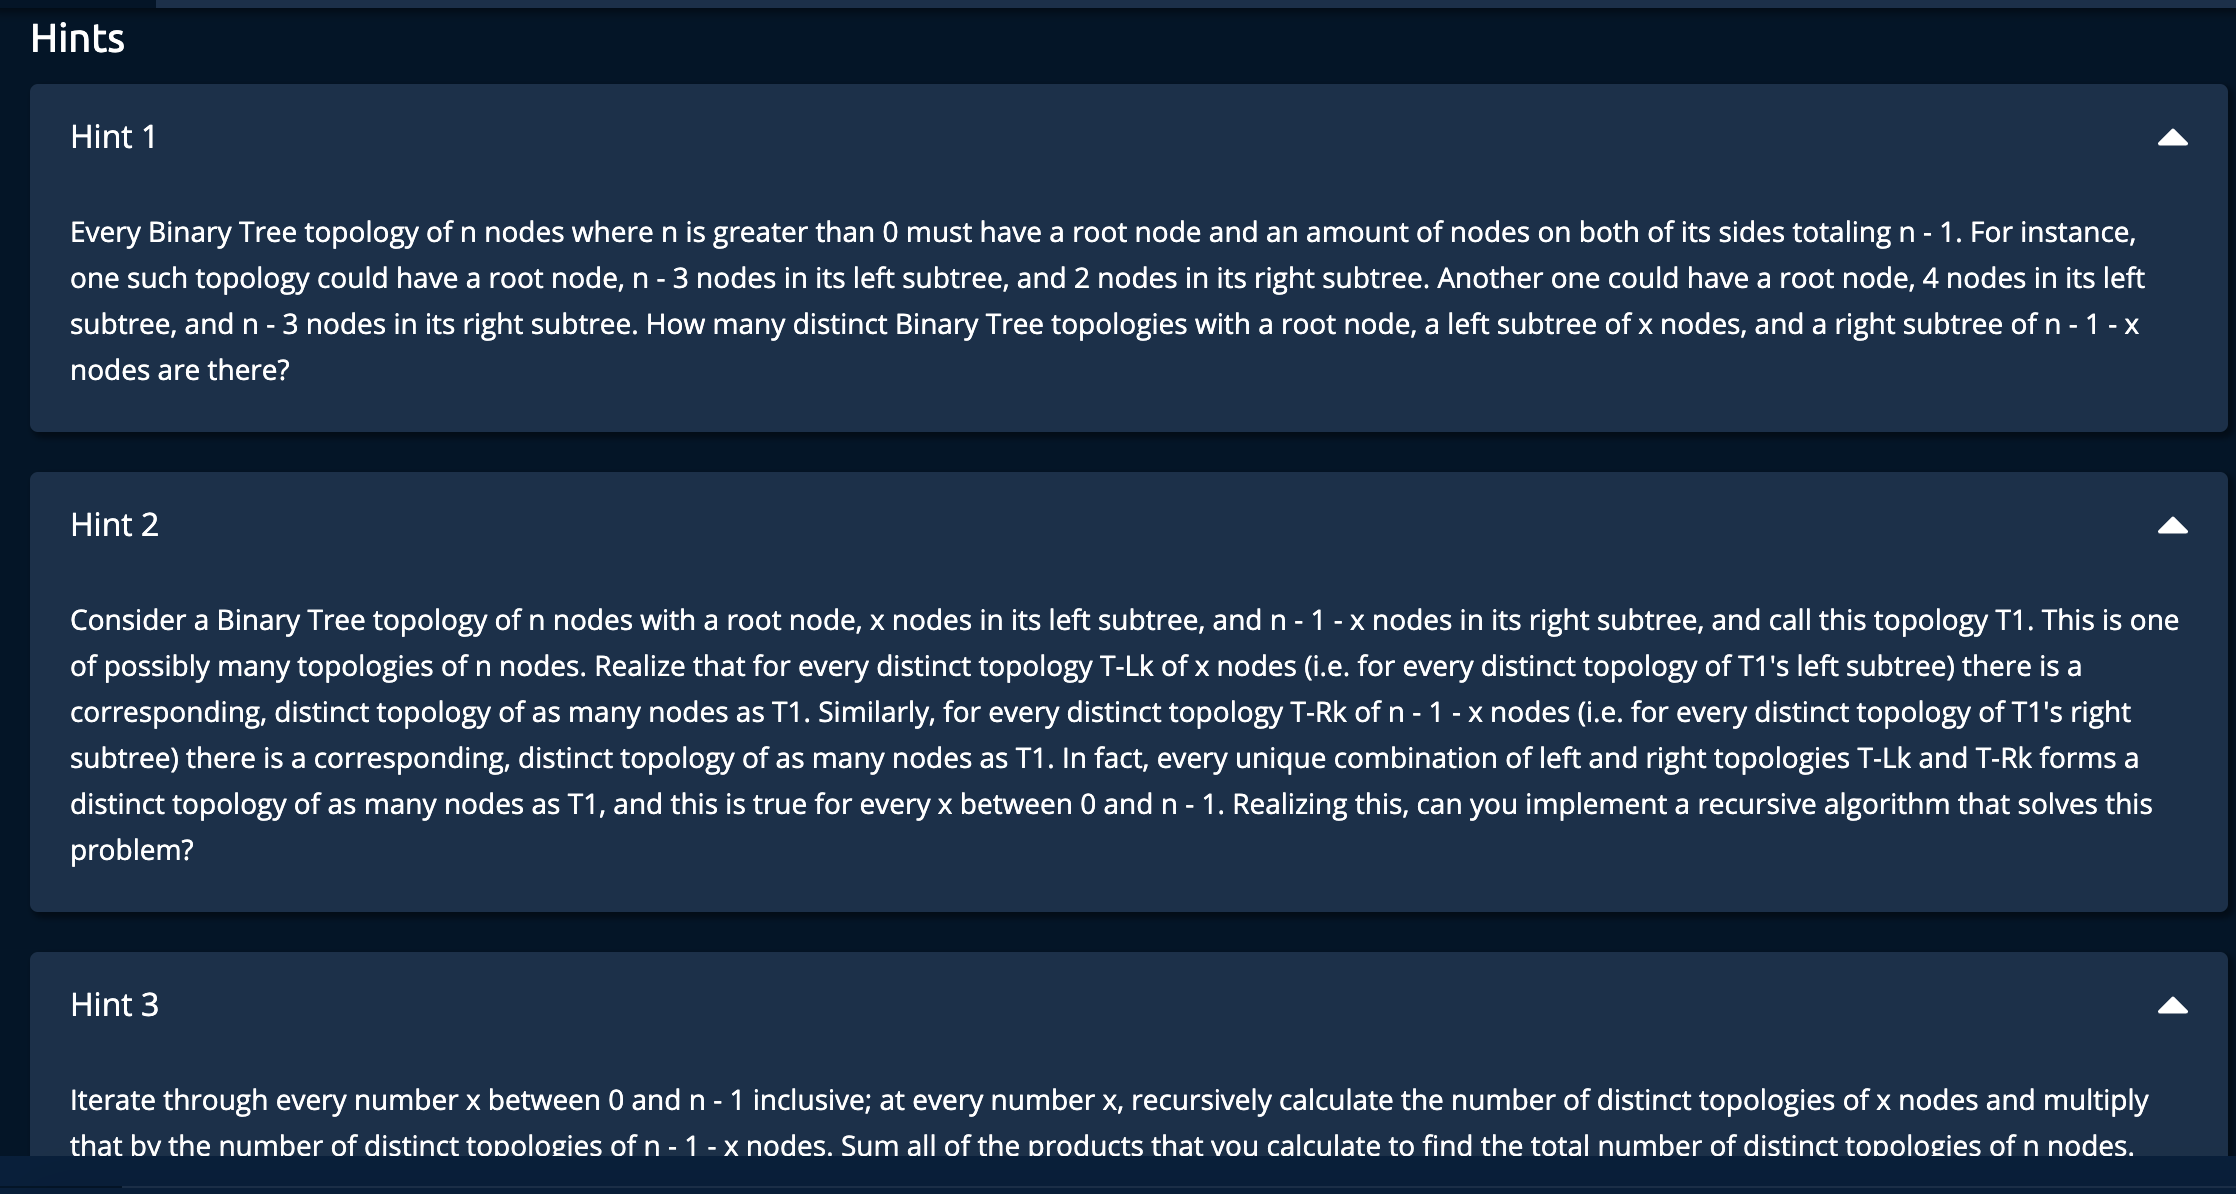 Hints
Hint 1
Every Binary Tree topology of n nodes where n is greater than 0 must have a root node and an amount of nodes on both of its sides totaling n - 1. For instance,
one such topology could have a root node, n - 3 nodes in its left subtree, and 2 nodes in its right subtree. Another one could have a root node, 4 nodes in its left
subtree, and n - 3 nodes in its right subtree. How many distinct Binary Tree topologies with a root node, a left subtree of x nodes, and a right subtree of n - 1 - x
nodes are there?
Hint 2
Consider a Binary Tree topology of n nodes with a root node, x nodes in its left subtree, and n - 1 - x nodes in its right subtree, and call this topology T1. This is one
of possibly many topologies of n nodes. Realize that for every distinct topology T-Lk of x nodes (i.e. for every distinct topology of T1's left subtree) there is a
corresponding, distinct topology of as many nodes as T1. Similarly, for every distinct topology T-Rk of n - 1 - x nodes (i.e. for every distinct topology of T1's right
subtree) there is a corresponding, distinct topology of as many nodes as T1. In fact, every unique combination of left and right topologies T-Lk and T-Rk forms a
distinct topology of as many nodes as T1, and this is true for every x between 0 and n - 1. Realizing this, can you implement a recursive algorithm that solves this
problem?
Hint 3
Iterate through every number x between 0 and n - 1 inclusive; at every number x, recursively calculate the number of distinct topologies of x nodes and multiply
that by the number of distinct topologies of n - 1 - x nodes. Sum all of the products that you calculate to find the total number of distinct topologies of n nodes.